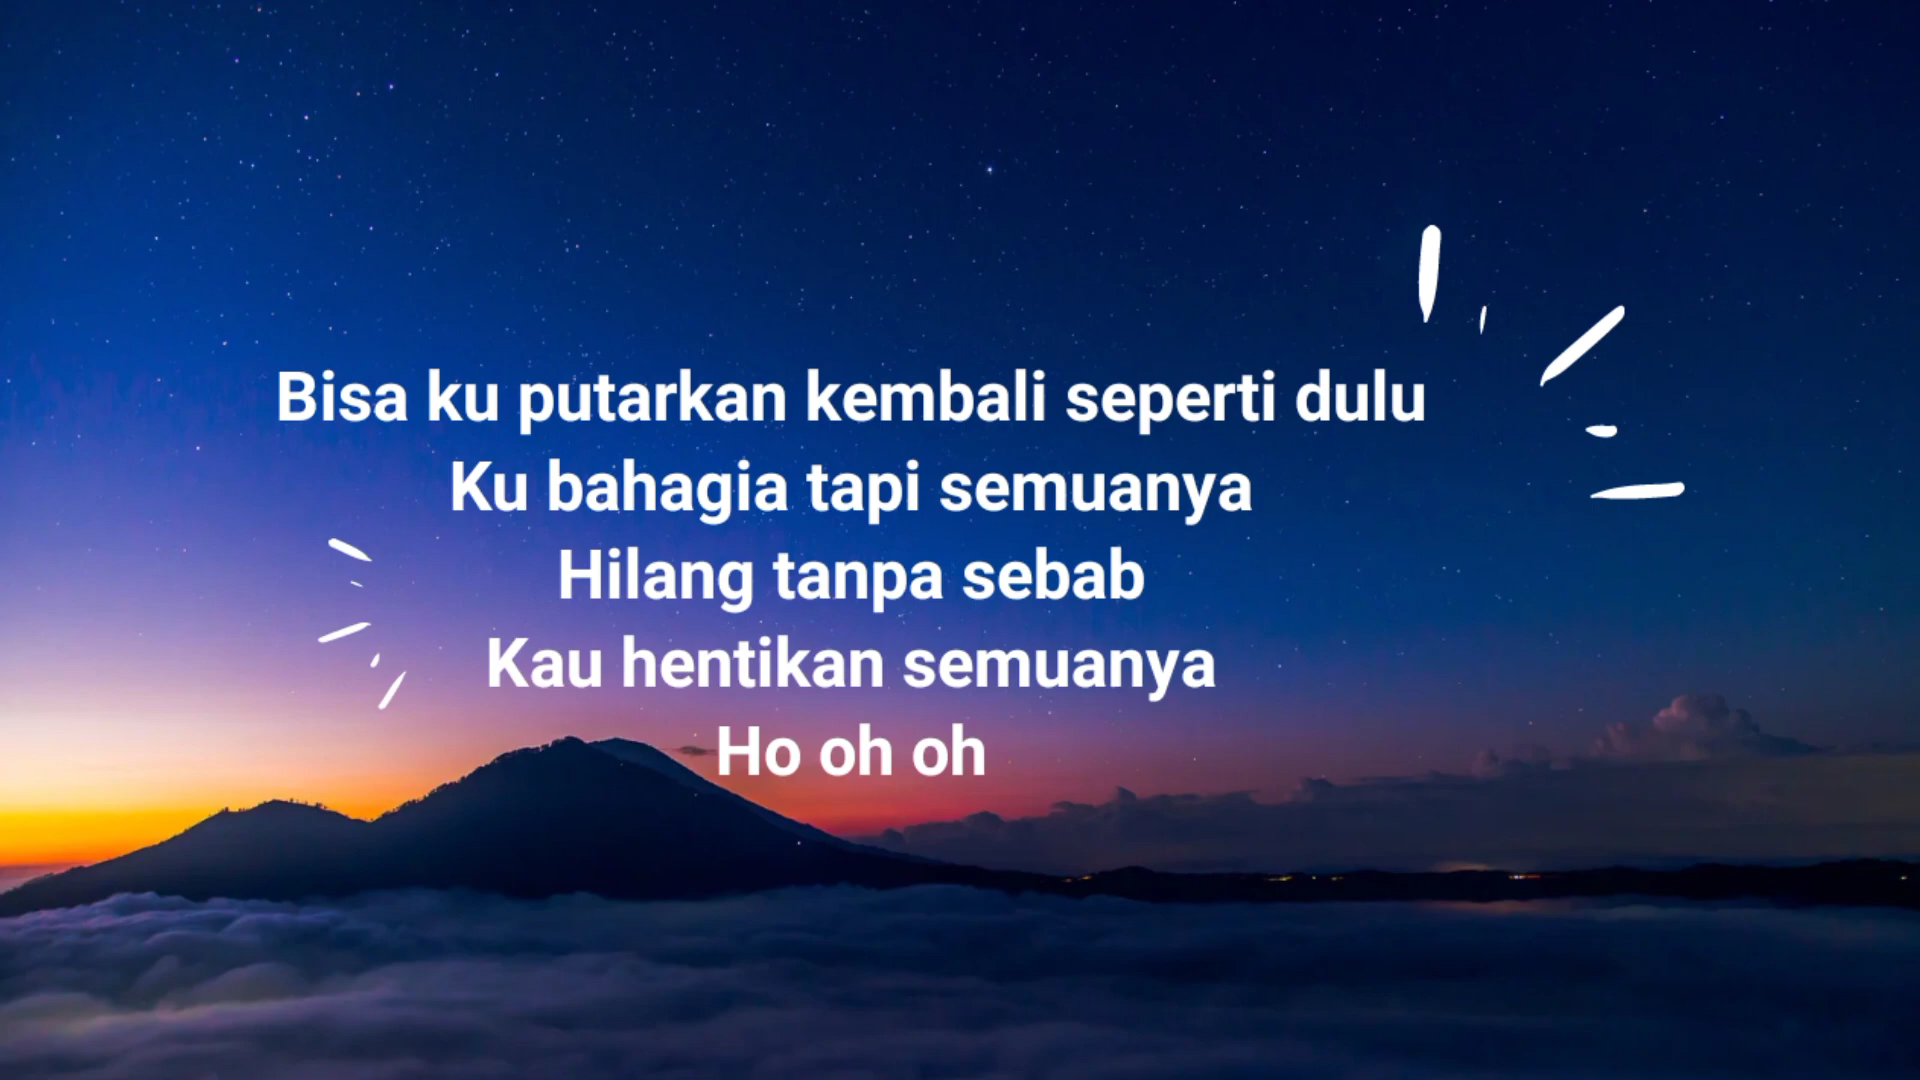 Bisa ku putarkan kembali seperti dulu
Ku bahagia tapi semuanya
Hilang tanpa sebab
Kau hentikan semuanya
Ho oh oh